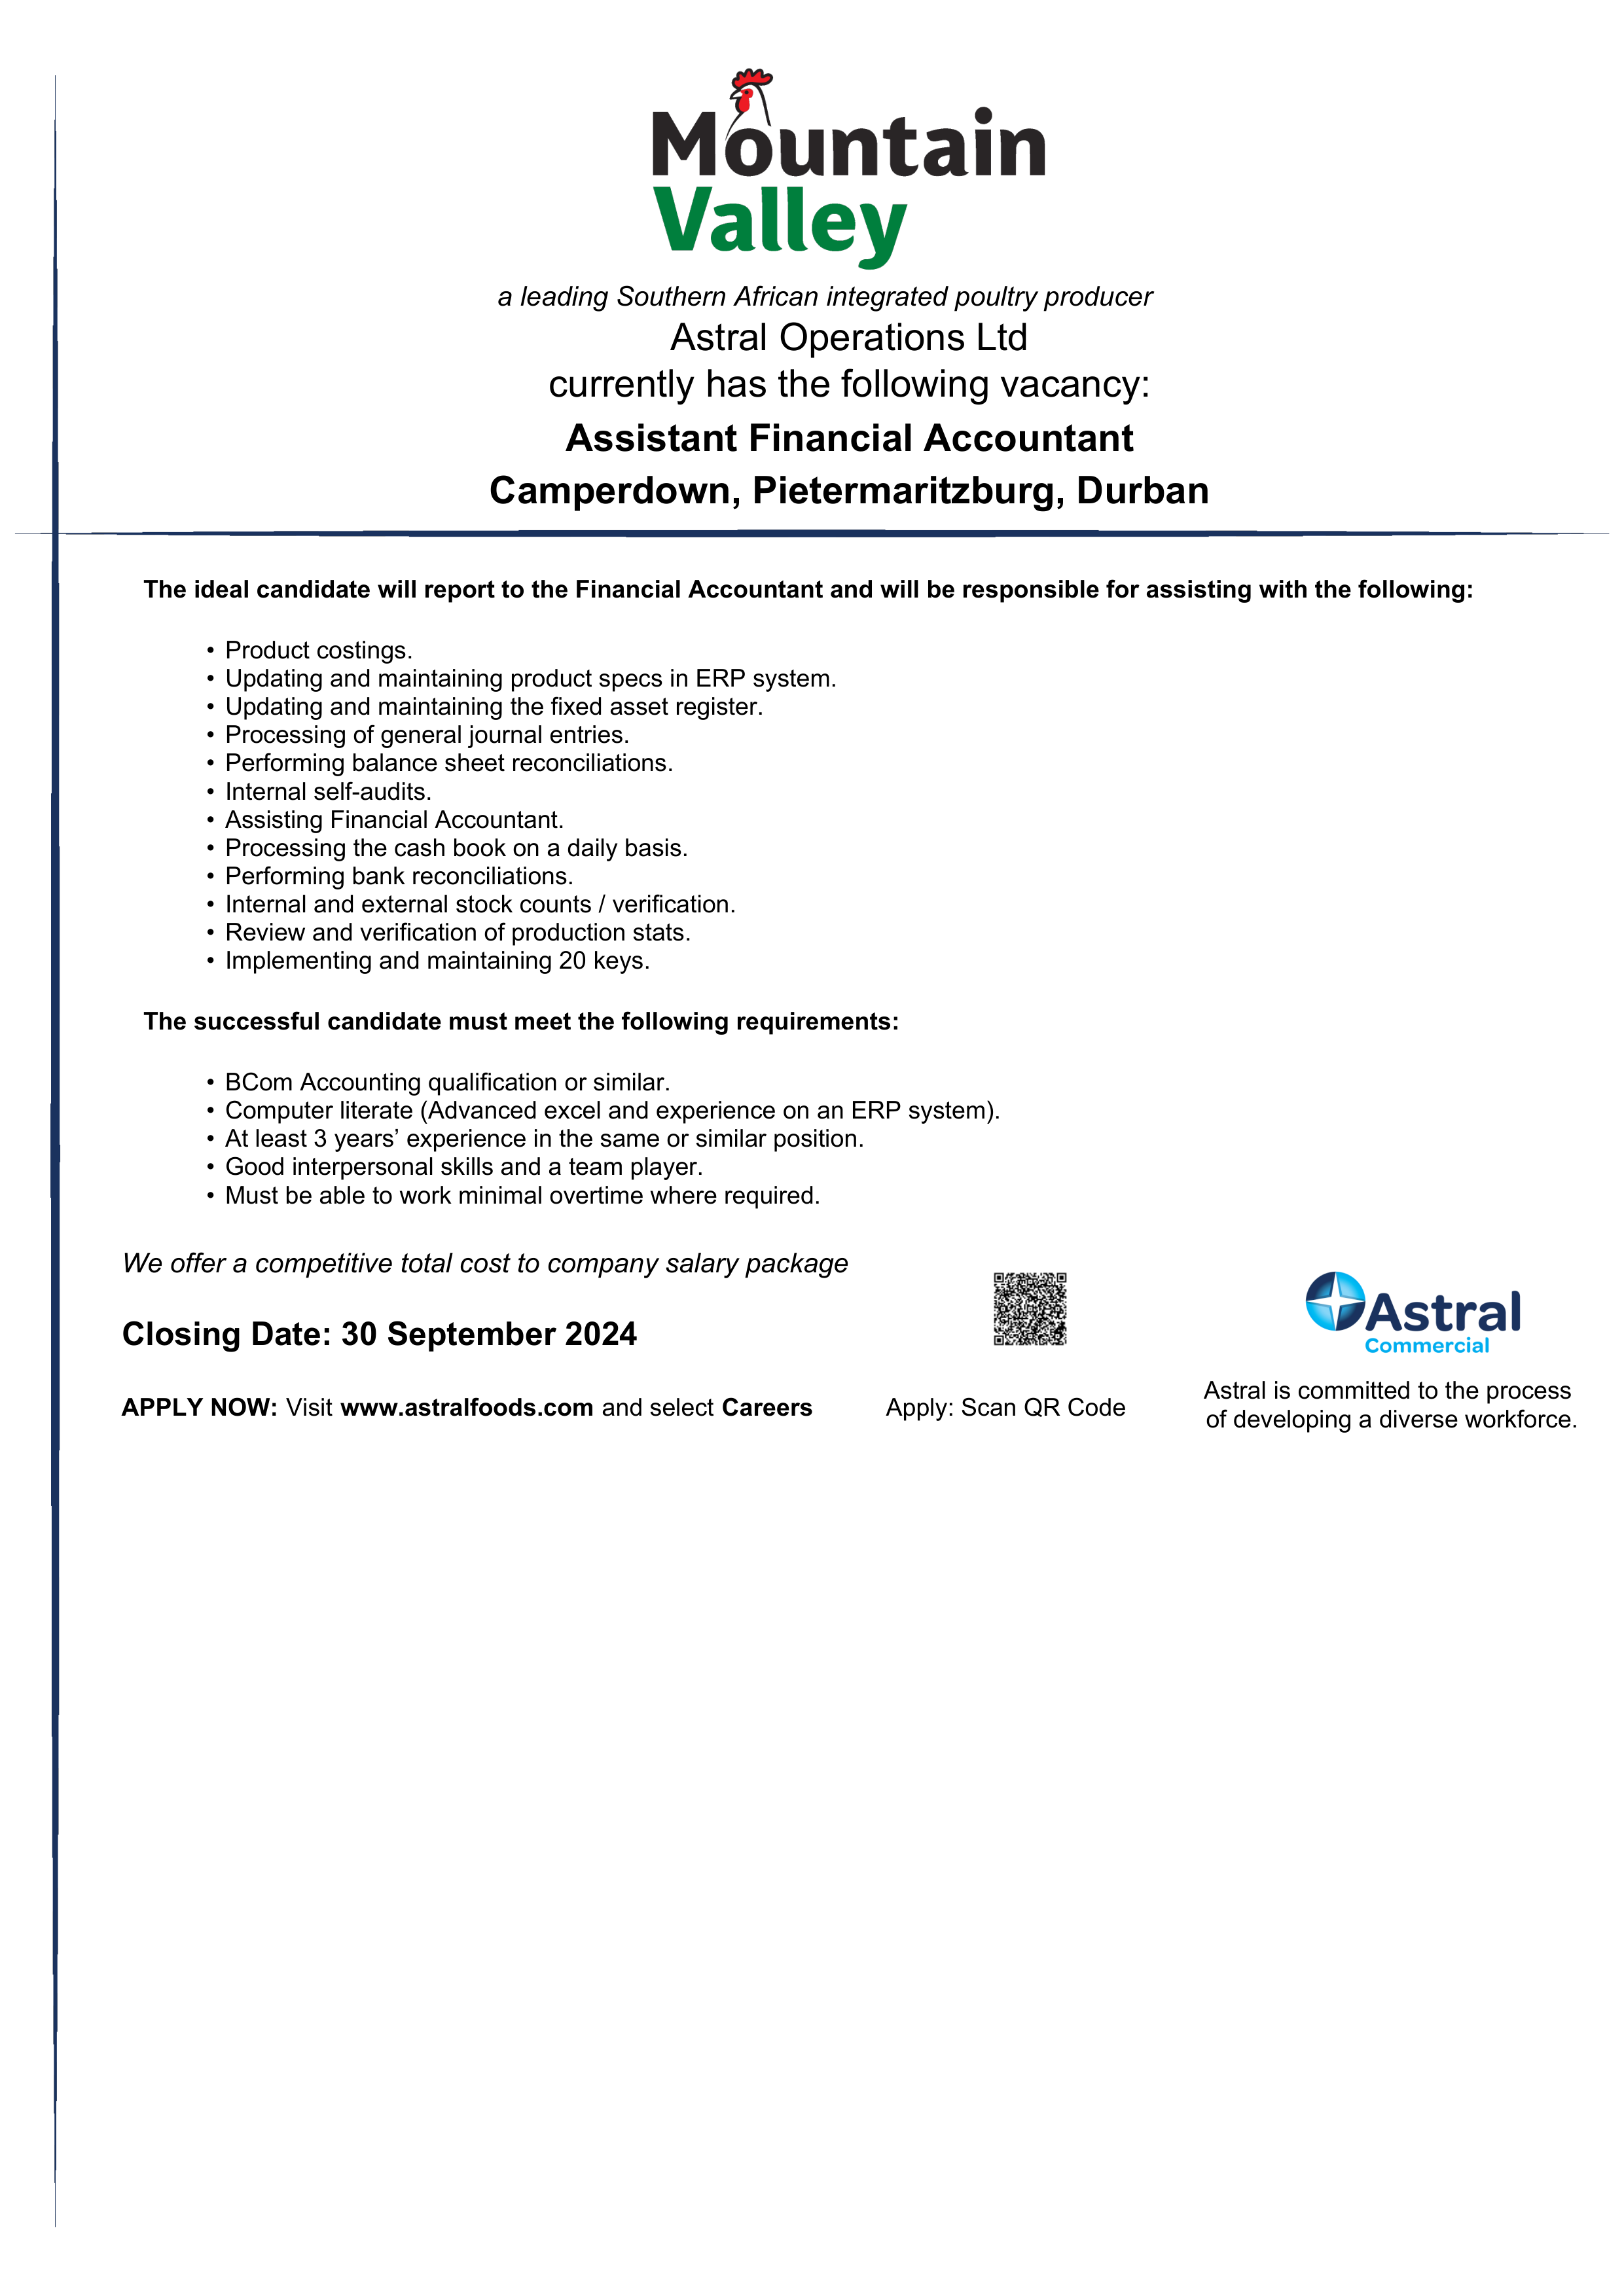 Mountain
Valley
a leading Southern African integrated poultry producer
Astral Operations Ltd
currently has the following vacancy:
Assistant Financial Accountant
Camperdown, Pietermaritzburg, Durban
The ideal candidate will report to the Financial Accountant and will be responsible for assisting with the following:
• Product costings.
• Updating and maintaining product specs in ERP system.
• Updating and maintaining the fixed asset register.
• Processing of general journal entries.
• Performing balance sheet reconciliations.
• Internal self-audits.
• Assisting Financial Accountant.
• Processing the cash book on a daily basis.
• Performing bank reconciliations.
• Internal and external stock counts / verification.
• Review and verification of production stats.
• Implementing and maintaining 20 keys.
The successful candidate must meet the following requirements:
• BCom Accounting qualification or similar.
• Computer literate (Advanced excel and experience on an ERP system).
• At least 3 years’ experience in the same or similar position.
• Good interpersonal skills and a team player.
• Must be able to work minimal overtime where required.
We offer a competitive total cost to company salary package
Closing Date: 30 September 2024
APPLY NOW: Visit www.astralfoods.com and select Careers
Apply: Scan QR Code
Astral
Commercial
Astral is committed to the process
of developing a diverse workforce.